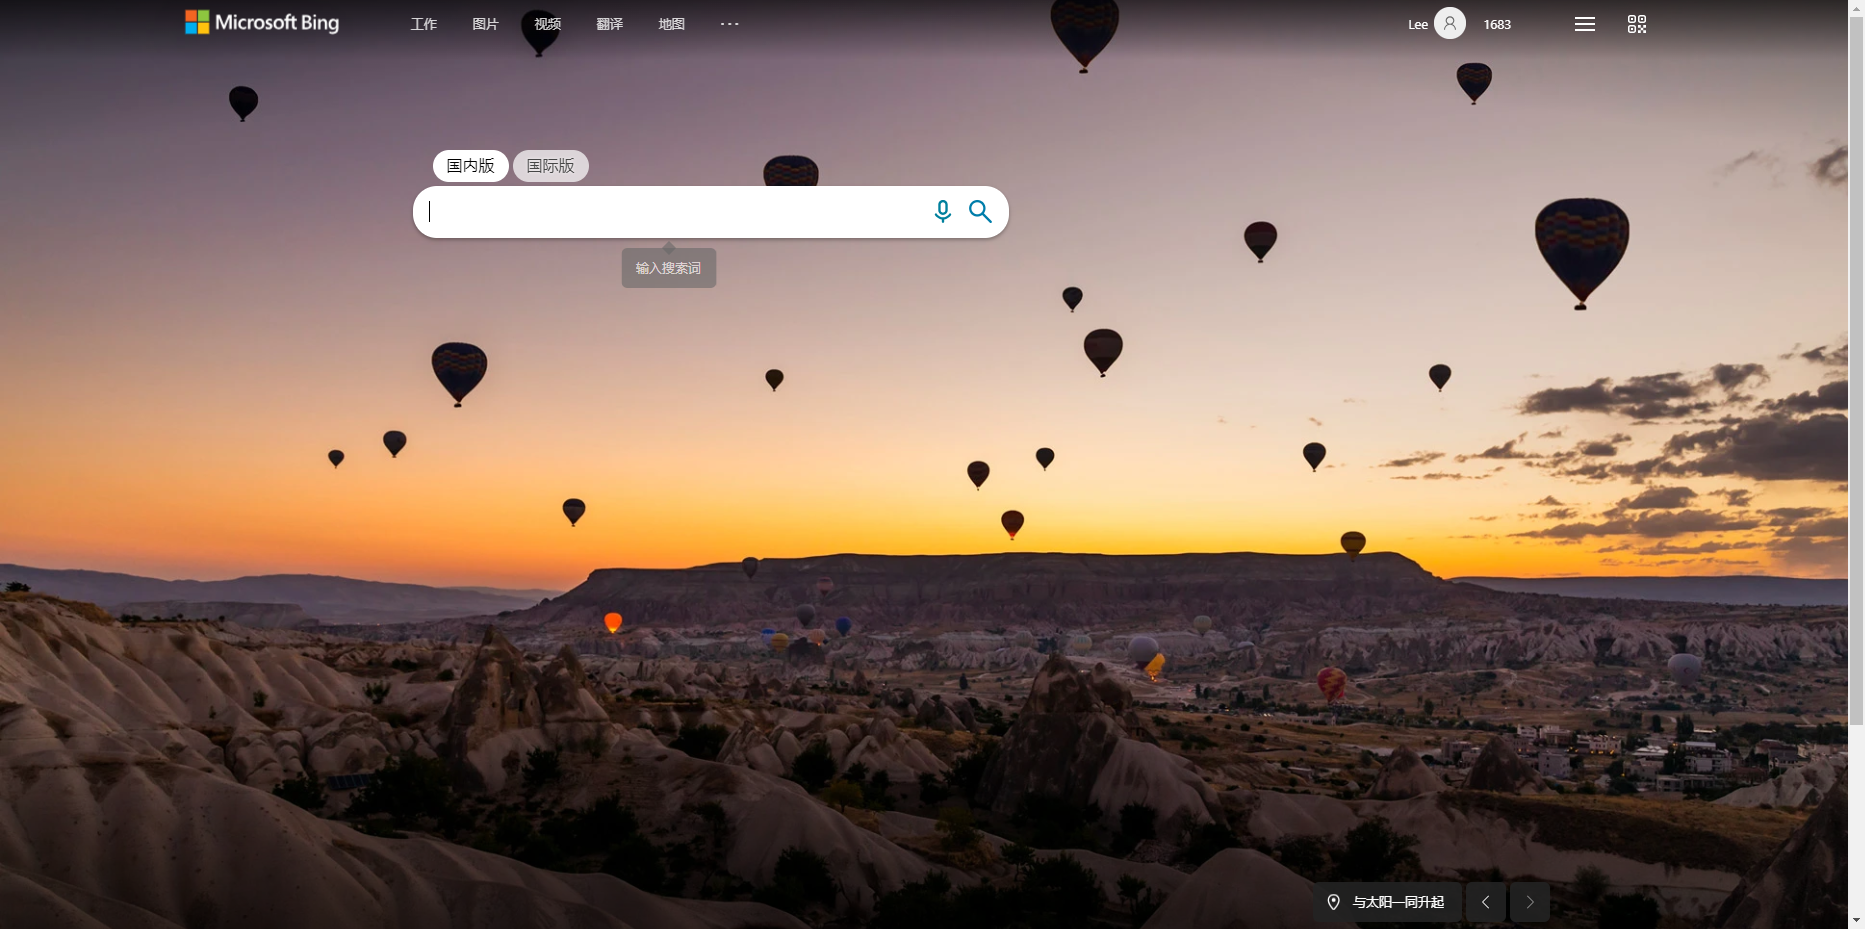 Microsoft Bing
工作
图片
视频
翻译
地图
...
Lee
1683
国内版
国际版
输入搜索词
与太阳一同升起